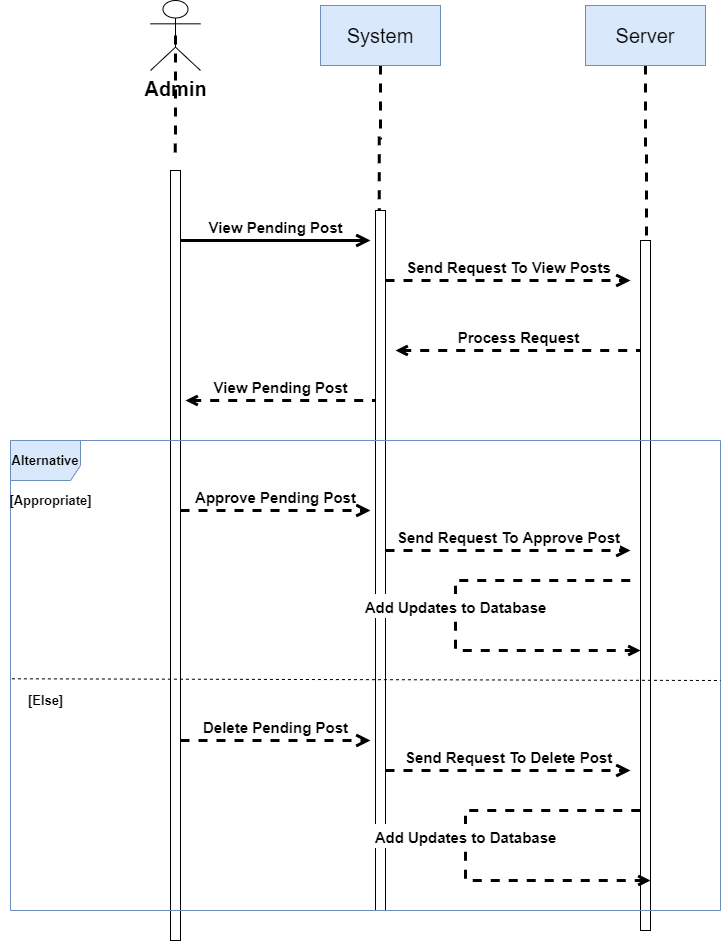 System
Server
Admin
View Pending Post
Send Request To View Posts
Process Request
View Pending Post
Alternative
[Appropriate]
Approve Pending Post
Send Request To Approve Post
Add Updates to Database
[Else]
Delete Pending Post
Send Request To Delete Post
Add Updates to Database